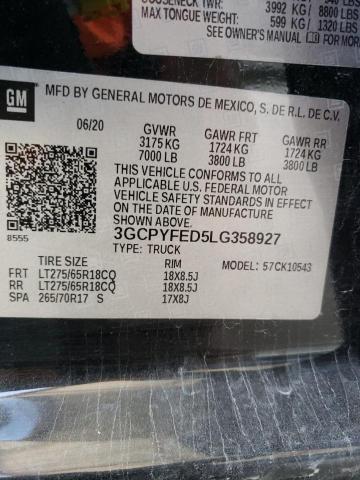 3992 KG/ 8800 LBS
MAX TONGUE WEIGHT: 599 KG/ 1320 LBS
SEE OWNER'S MANUAL
GM
MFD BY GENERAL MOTORS DE MEXICO, S. DE R.L. DE C.V.
06/20 GVWR GAWR FRT GAWR RR
3175 KG 1724 KG 1724 KG
7000 LB 3800 LB 3800 LB
THIS VEHICLE CONFORMS TO ALL
APPLICABLE U.S. FEDERAL MOTOR
VEHICLE SAFETY STANDARDS IN
EFFECT ON THE DATE OF
MANUFACTURE SHOWN ABOVE.
8555 3GCPYFED5LG358927
TYPE: TRUCK
TIRE SIZE RIM MODEL: 57CK10543
FRT LT275/65R18CQ 18X8.5J
RR LT275/65R18CQ 18X8.5J
SPA 265/70R17 S 17X8J